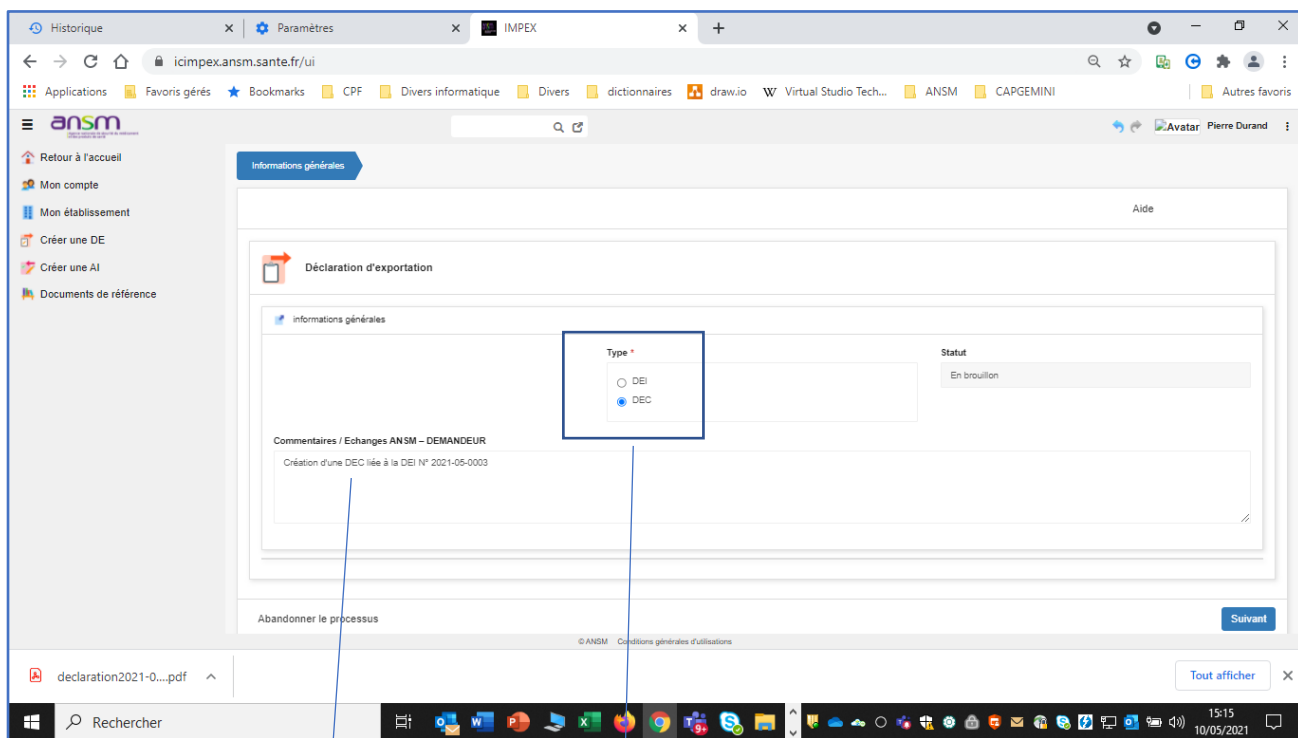 Historique
Paramètres
IMPEX
icimpex.ansm.sante.fr/ui
Applications Favoris gérés Bookmarks CPF Divers informatique Divers dictionnaires draw.io Virtual Studio Tech... ANSM CAPGEMINI Autres favoris
ansm
Avatar Pierre Durand
Retour à l'accueil
Mon compte
Mon établissement
Créer une DE
Créer une AI
Documents de référence
Informations générales
Aide
Déclaration d'exportation
informations générales
Type *
DEI
DEC
Statut
En brouillon
Commentaires / Echanges ANSM – DEMANDEUR
Création d'une DEC liée à la DEI N° 2021-05-0003
Abandonner le processus
Suivant
© ANSM Conditions générales d'utilisations
declaration2021-0....pdf
Tout afficher
Rechercher
15:15
10/05/2021